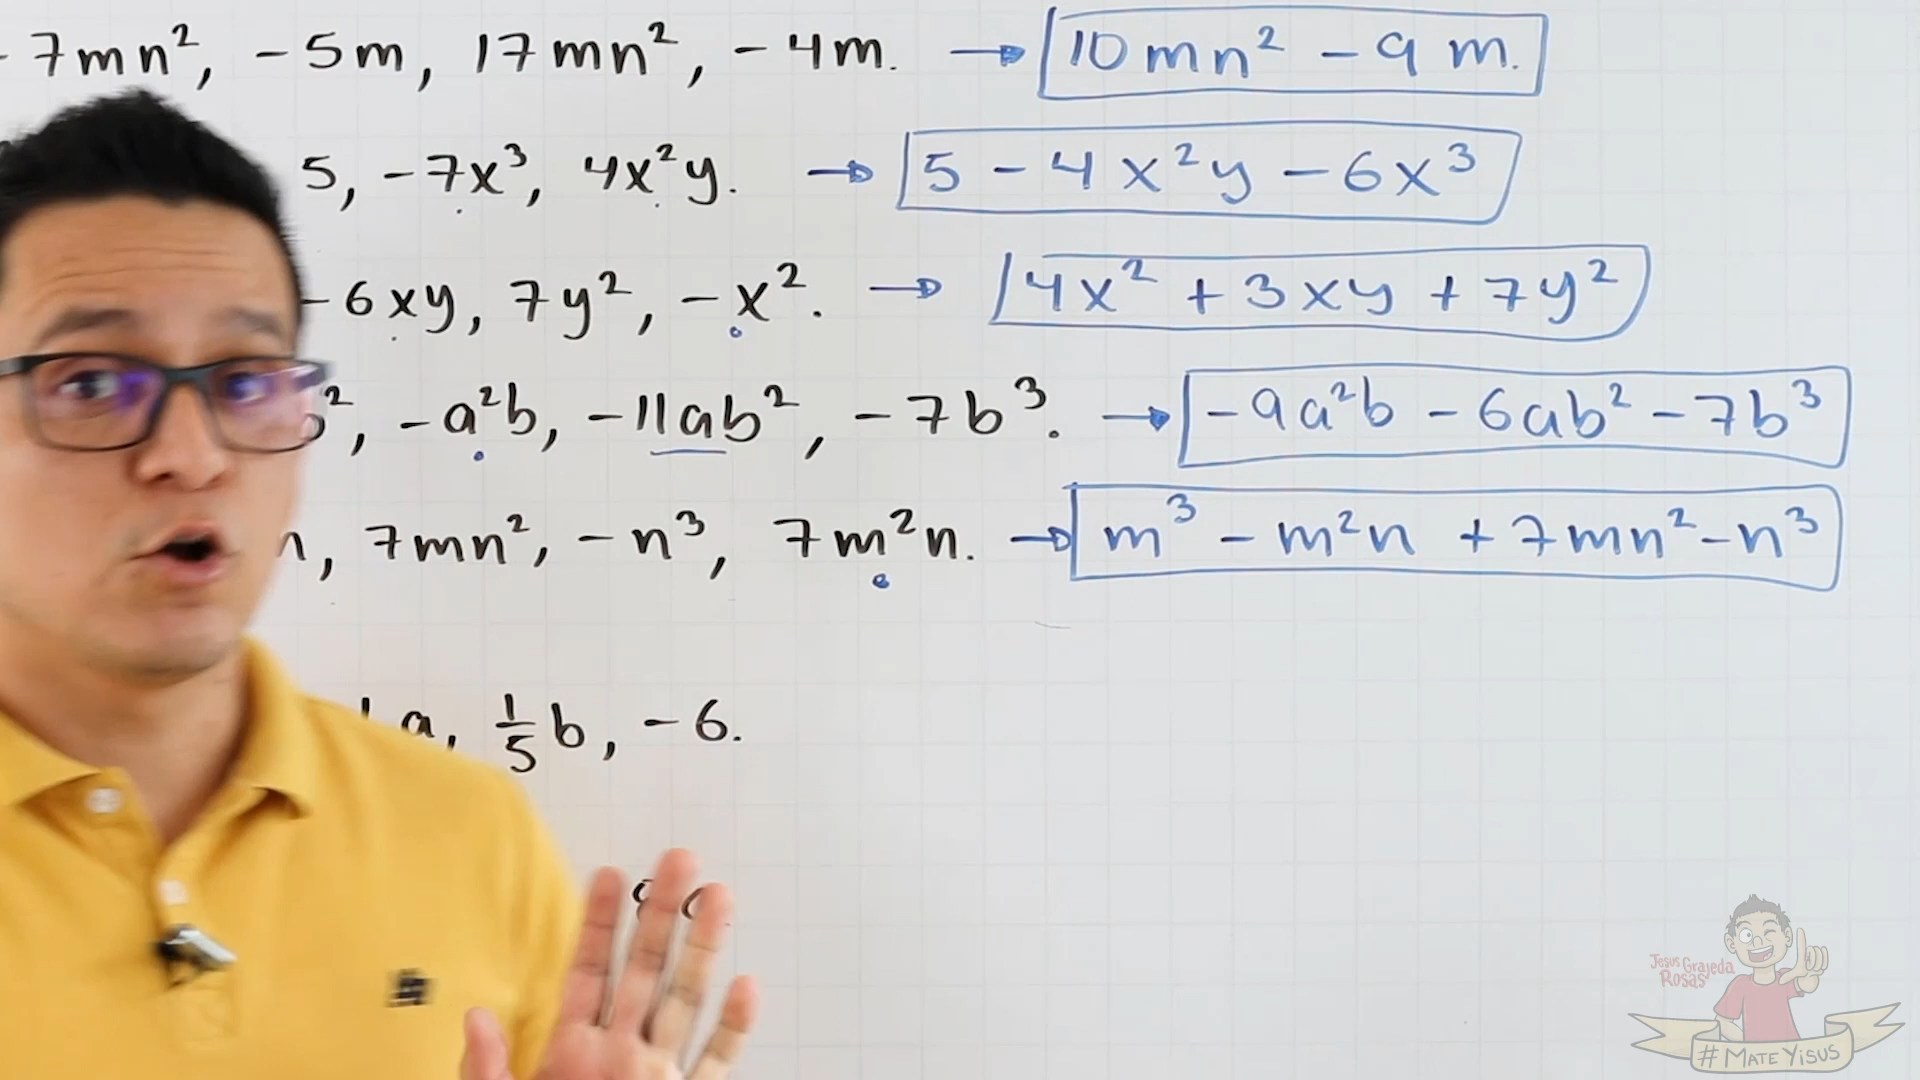 - 7mn², -5m, 17mn², -4m. → 10mn² - 9m.
5, -7x³, 4x²y. → 5 - 4x²y - 6x³
-6xy, 7y², -x². → 4x² + 3xy + 7y²
², -a²b, -11ab², -7b³. → -9a²b - 6ab² - 7b³
n, 7mn², -n³, 7m²n. → m³ - m²n + 7mn² - n³
a, 1/5 b, -6.
Jesus Grajeda
Rosas
#MATEYISUS